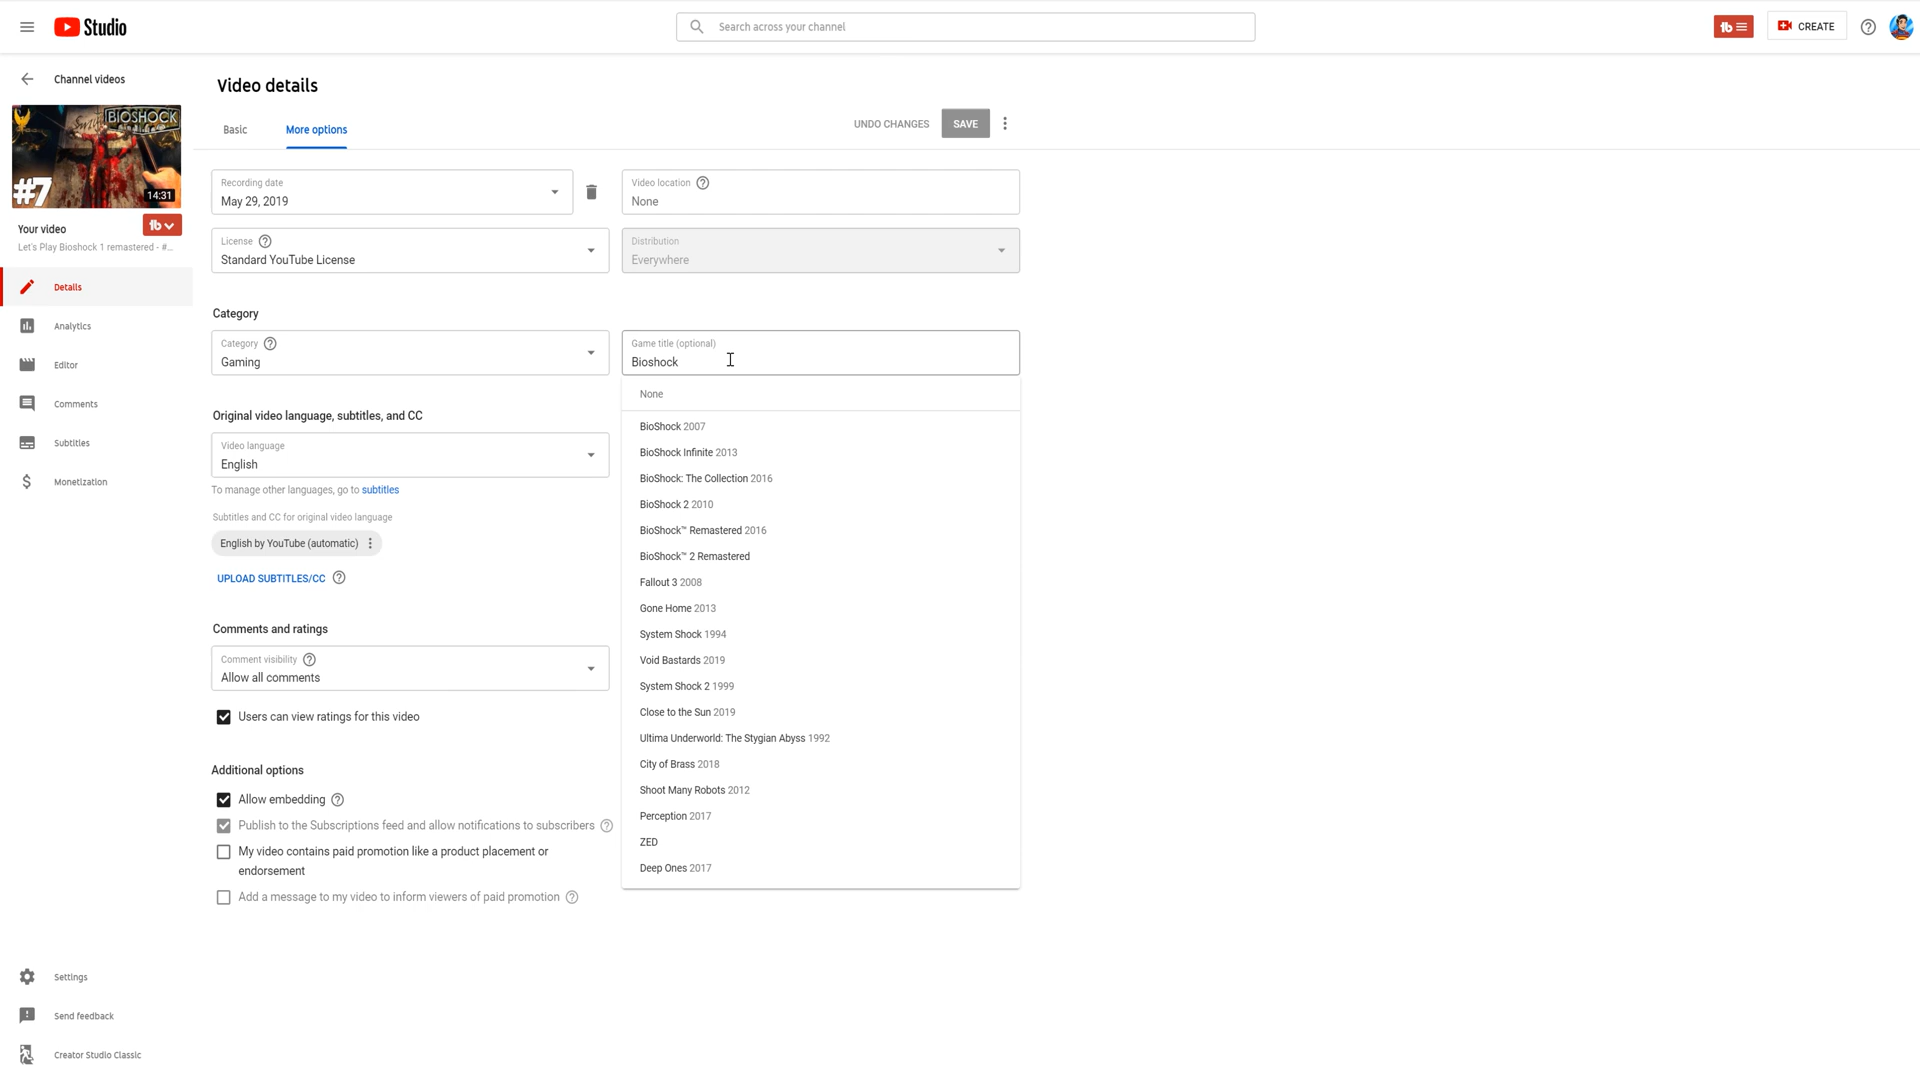 Studio
Search across your channel
tb
CREATE
Channel videos
BIOSHOCK
#7
14:31
Your video
tb
Let's Play Bioshock 1 remastered - #...
Details
Analytics
Editor
Comments
Subtitles
Monetization
Settings
Send feedback
Creator Studio Classic
Video details
Basic
More options
UNDO CHANGES
SAVE
Recording date
May 29, 2019
Video location
None
License
Standard YouTube License
Distribution
Everywhere
Category
Category
Gaming
Game title (optional)
Bioshock
None
BioShock 2007
BioShock Infinite 2013
BioShock: The Collection 2016
BioShock 2 2010
BioShock™ Remastered 2016
BioShock™ 2 Remastered
Fallout 3 2008
Gone Home 2013
System Shock 1994
Void Bastards 2019
System Shock 2 1999
Close to the Sun 2019
Ultima Underworld: The Stygian Abyss 1992
City of Brass 2018
Shoot Many Robots 2012
Perception 2017
ZED
Deep Ones 2017
Original video language, subtitles, and CC
Video language
English
To manage other languages, go to subtitles
Subtitles and CC for original video language
English by YouTube (automatic)
UPLOAD SUBTITLES/CC
Comments and ratings
Comment visibility
Allow all comments
Users can view ratings for this video
Additional options
Allow embedding
Publish to the Subscriptions feed and allow notifications to subscribers
My video contains paid promotion like a product placement or
endorsement
Add a message to my video to inform viewers of paid promotion